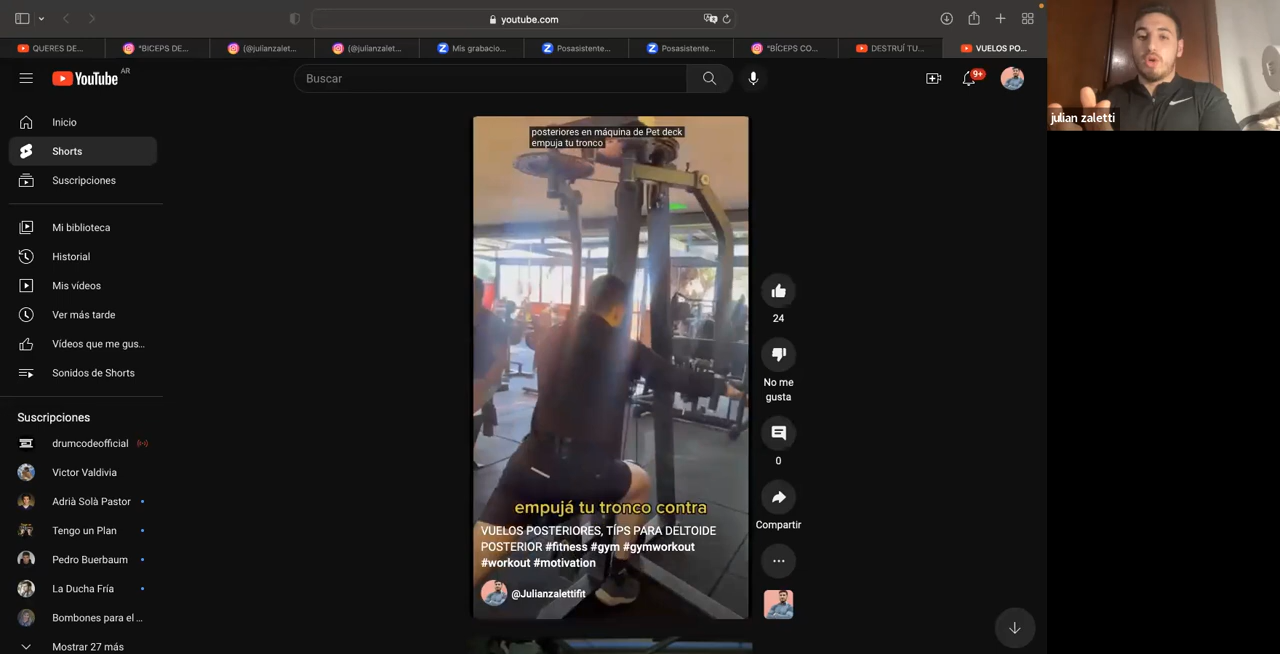 youtube.com
QUERES DE...
"BICEPS DE...
(@julianzalet...
(@julianzalet...
Mis grabacio...
Posasistente...
Posasistente...
"BÍCEPS CO...
DESTRUÍ TU...
VUELOS PO...
YouTube AR
Buscar
9+
julian zaletti
Inicio
Shorts
Suscripciones
Mi biblioteca
Historial
Mis vídeos
Ver más tarde
Vídeos que me gus...
Sonidos de Shorts
Suscripciones
drumcodeofficial
Victor Valdivia
Adrià Solà Pastor
Tengo un Plan
Pedro Buerbaum
La Ducha Fría
Bombones para el ...
Mostrar 27 más
posteriores en máquina de Pet deck
empuja tu tronco
empujá tu tronco contra
VUELOS POSTERIORES, TÍPS PARA DELTOIDE
POSTERIOR #fitness #gym #gymworkout
#workout #motivation
@Julianzalettifit
24
No me
gusta
0
Compartir